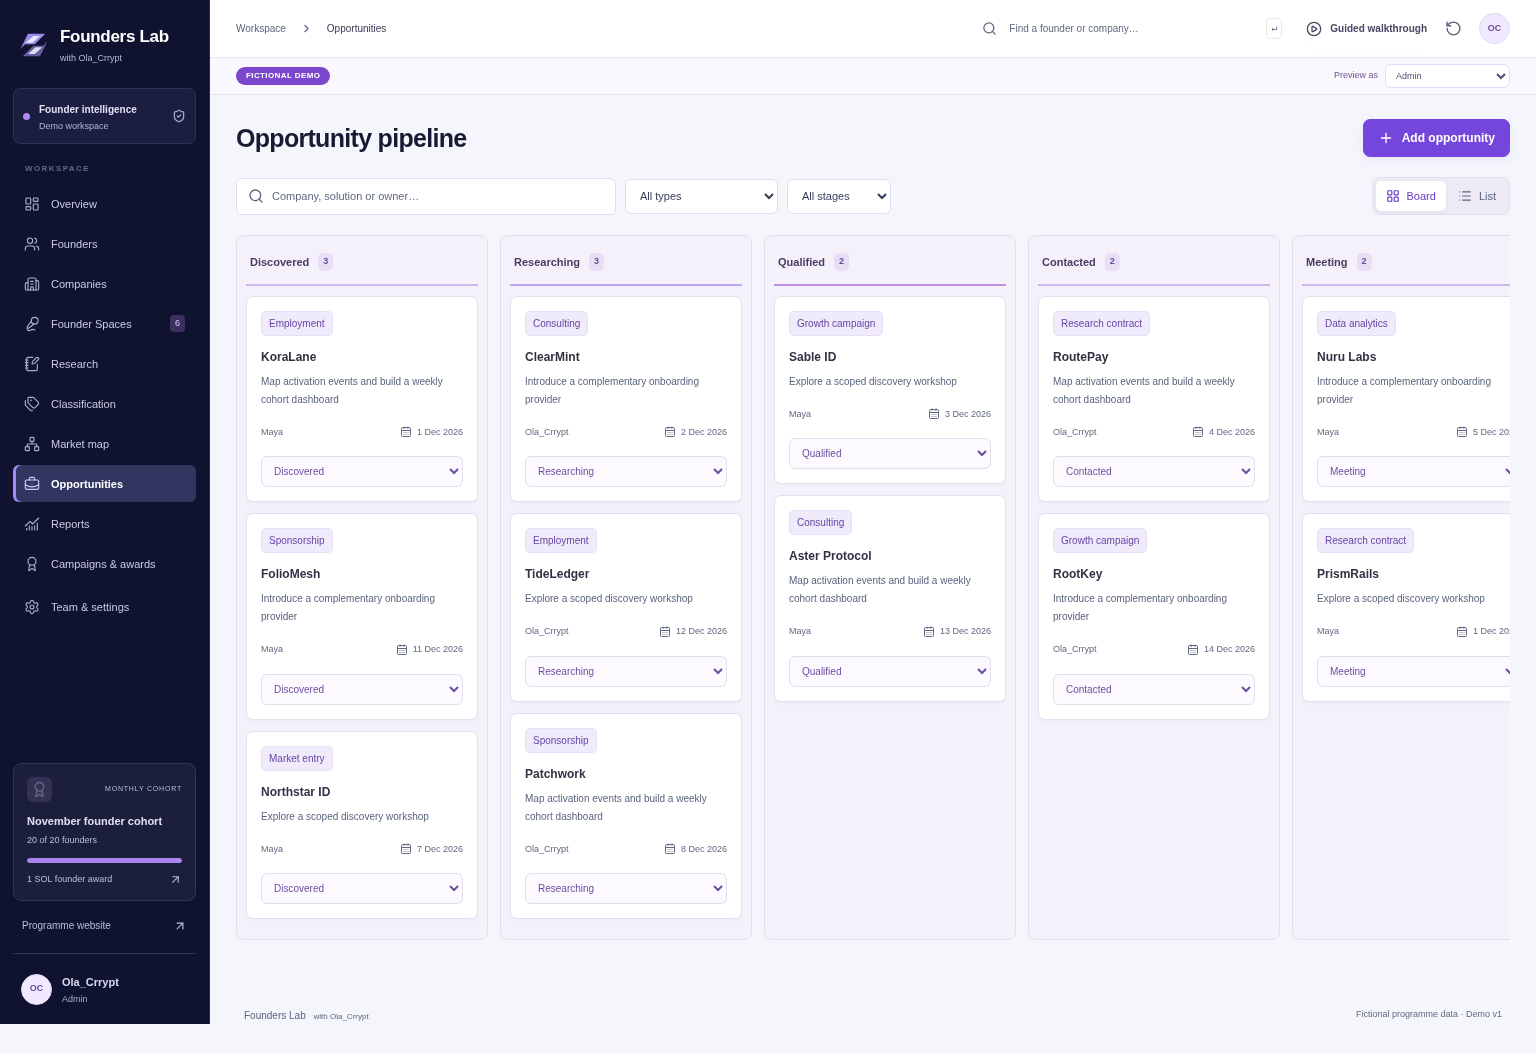 Founders Lab
with Ola_Crrypt
Founder intelligence
Demo workspace
WORKSPACE
Overview
Founders
Companies
Founder Spaces 6
Research
Classification
Market map
Opportunities
Reports
Campaigns & awards
Team & settings
MONTHLY COHORT
November founder cohort
20 of 20 founders
1 SOL founder award
Programme website
OC
Ola_Crrypt
Admin
Workspace Opportunities
Find a founder or company…
↵
Guided walkthrough
OC
FICTIONAL DEMO
Preview as Admin
Opportunity pipeline
Add opportunity
Company, solution or owner…
All types
All stages
Board
List
Discovered 3
Employment
KoraLane
Map activation events and build a weekly
cohort dashboard
Maya 1 Dec 2026
Discovered
Sponsorship
FolioMesh
Introduce a complementary onboarding
provider
Maya 11 Dec 2026
Discovered
Market entry
Northstar ID
Explore a scoped discovery workshop
Maya 7 Dec 2026
Discovered
Researching 3
Consulting
ClearMint
Introduce a complementary onboarding
provider
Ola_Crrypt 2 Dec 2026
Researching
Employment
TideLedger
Explore a scoped discovery workshop
Ola_Crrypt 12 Dec 2026
Researching
Sponsorship
Patchwork
Map activation events and build a weekly
cohort dashboard
Ola_Crrypt 8 Dec 2026
Researching
Qualified 2
Growth campaign
Sable ID
Explore a scoped discovery workshop
Maya 3 Dec 2026
Qualified
Consulting
Aster Protocol
Map activation events and build a weekly
cohort dashboard
Maya 13 Dec 2026
Qualified
Contacted 2
Research contract
RoutePay
Map activation events and build a weekly
cohort dashboard
Ola_Crrypt 4 Dec 2026
Contacted
Growth campaign
RootKey
Introduce a complementary onboarding
provider
Ola_Crrypt 14 Dec 2026
Contacted
Meeting 2
Data analytics
Nuru Labs
Introduce a complementary onboarding
provider
Maya 5 Dec
Meeting
Research contract
PrismRails
Explore a scoped discovery workshop
Maya 1 Dec
Meeting
Founders Lab with Ola_Crrypt
Fictional programme data · Demo v1